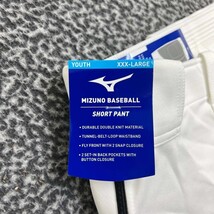 YOUTH XXX-LARGE
MIZUNO BASEBALL
SHORT PANT
• DURABLE DOUBLE KNIT MATERIAL
• TUNNEL-BELT-LOOP WAISTBAND
• FLY FRONT WITH 2 SNAP CLOSURE
• 2 SET-IN BACK POCKETS WITH
BUTTON CLOSURE